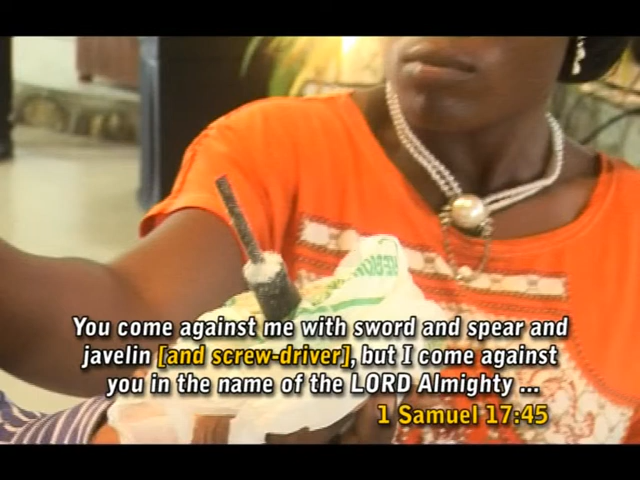 You come against me with sword and spear and
javelin [and screw-driver], but I come against
you in the name of the LORD Almighty ...
1 Samuel 17:45